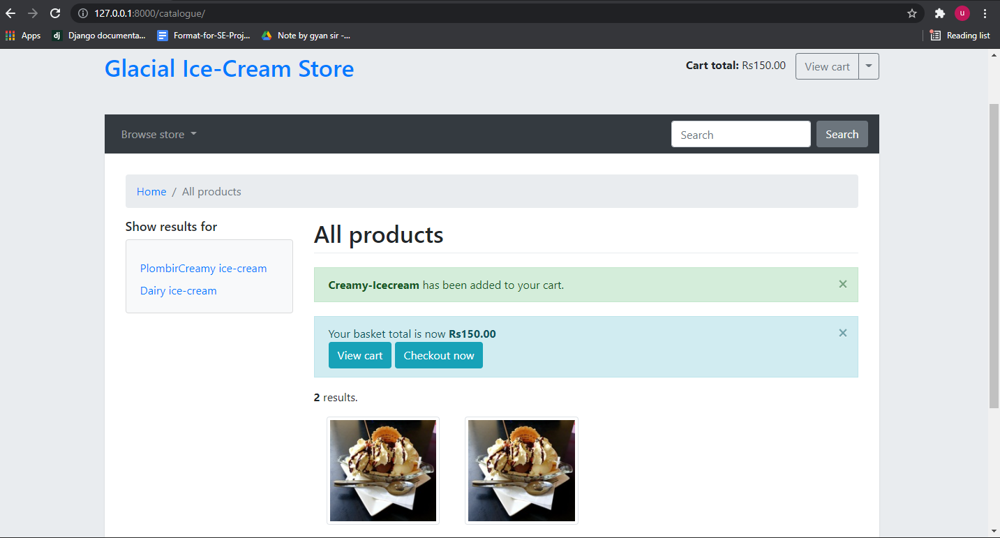 127.0.0.1:8000/catalogue/
u
Apps
dj
Django documenta...
Format-for-SE-Proj...
Note by gyan sir -...
Reading list
Glacial Ice-Cream Store
Cart total: Rs150.00
View cart
Browse store
Search
Search
Home / All products
Show results for
PlombirCreamy ice-cream
Dairy ice-cream
All products
Creamy-Icecream has been added to your cart.
×
Your basket total is now Rs150.00
×
View cart
Checkout now
2 results.